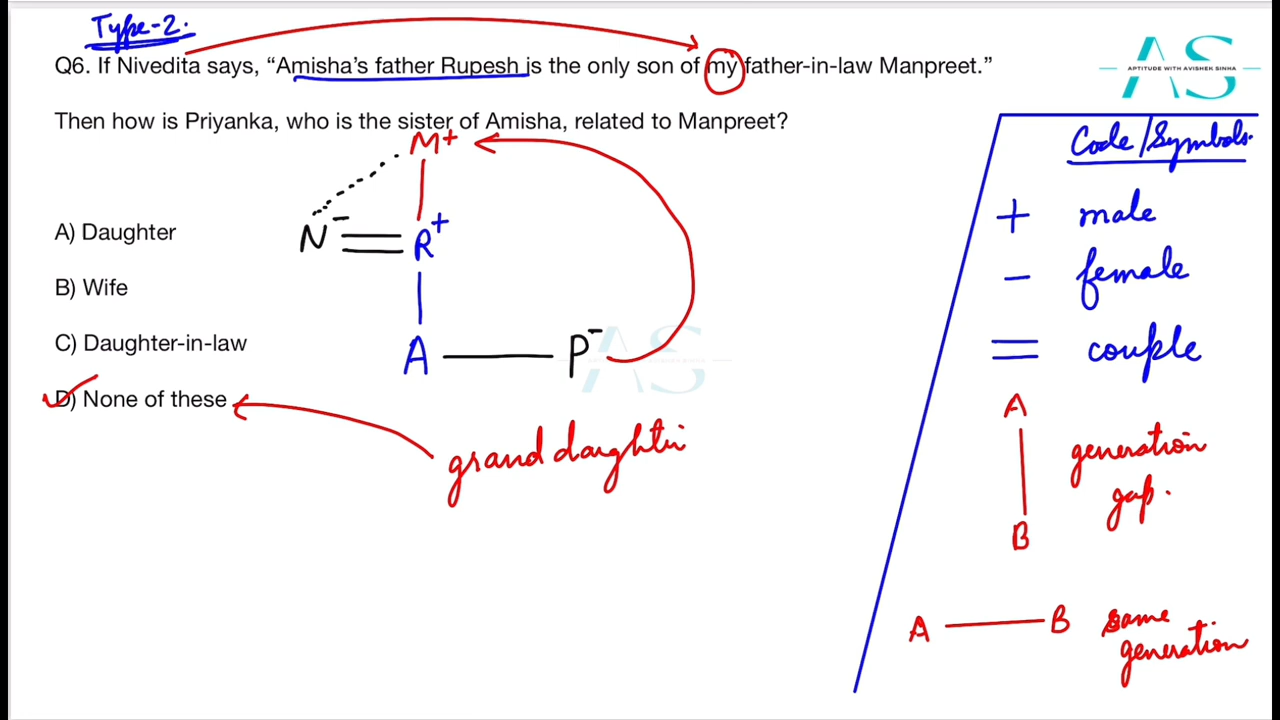 Type-2.
Q6. If Nivedita says, “Amisha’s father Rupesh is the only son of my father-in-law Manpreet.”
AS
APTITUDE WITH AVISHEK SINHA
Then how is Priyanka, who is the sister of Amisha, related to Manpreet?
M+
N- = R+
A — P-
A) Daughter
B) Wife
C) Daughter-in-law
D) None of these
grand daughter
Code/Symbols.
+ male
- female
= couple
A
generation
gap.
B
A — B same
generation
AS